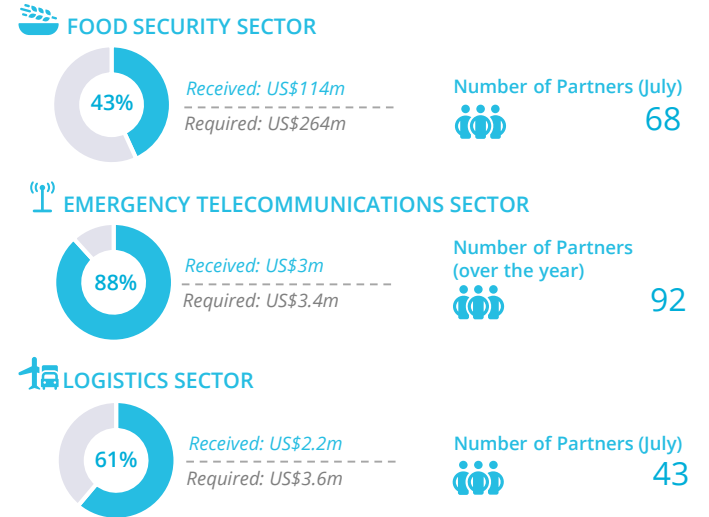 FOOD SECURITY SECTOR
43%
Received: US$114m
Required: US$264m
Number of Partners (July)
68
EMERGENCY TELECOMMUNICATIONS SECTOR
88%
Received: US$3m
Required: US$3.4m
Number of Partners
(over the year)
92
LOGISTICS SECTOR
61%
Received: US$2.2m
Required: US$3.6m
Number of Partners (July)
43